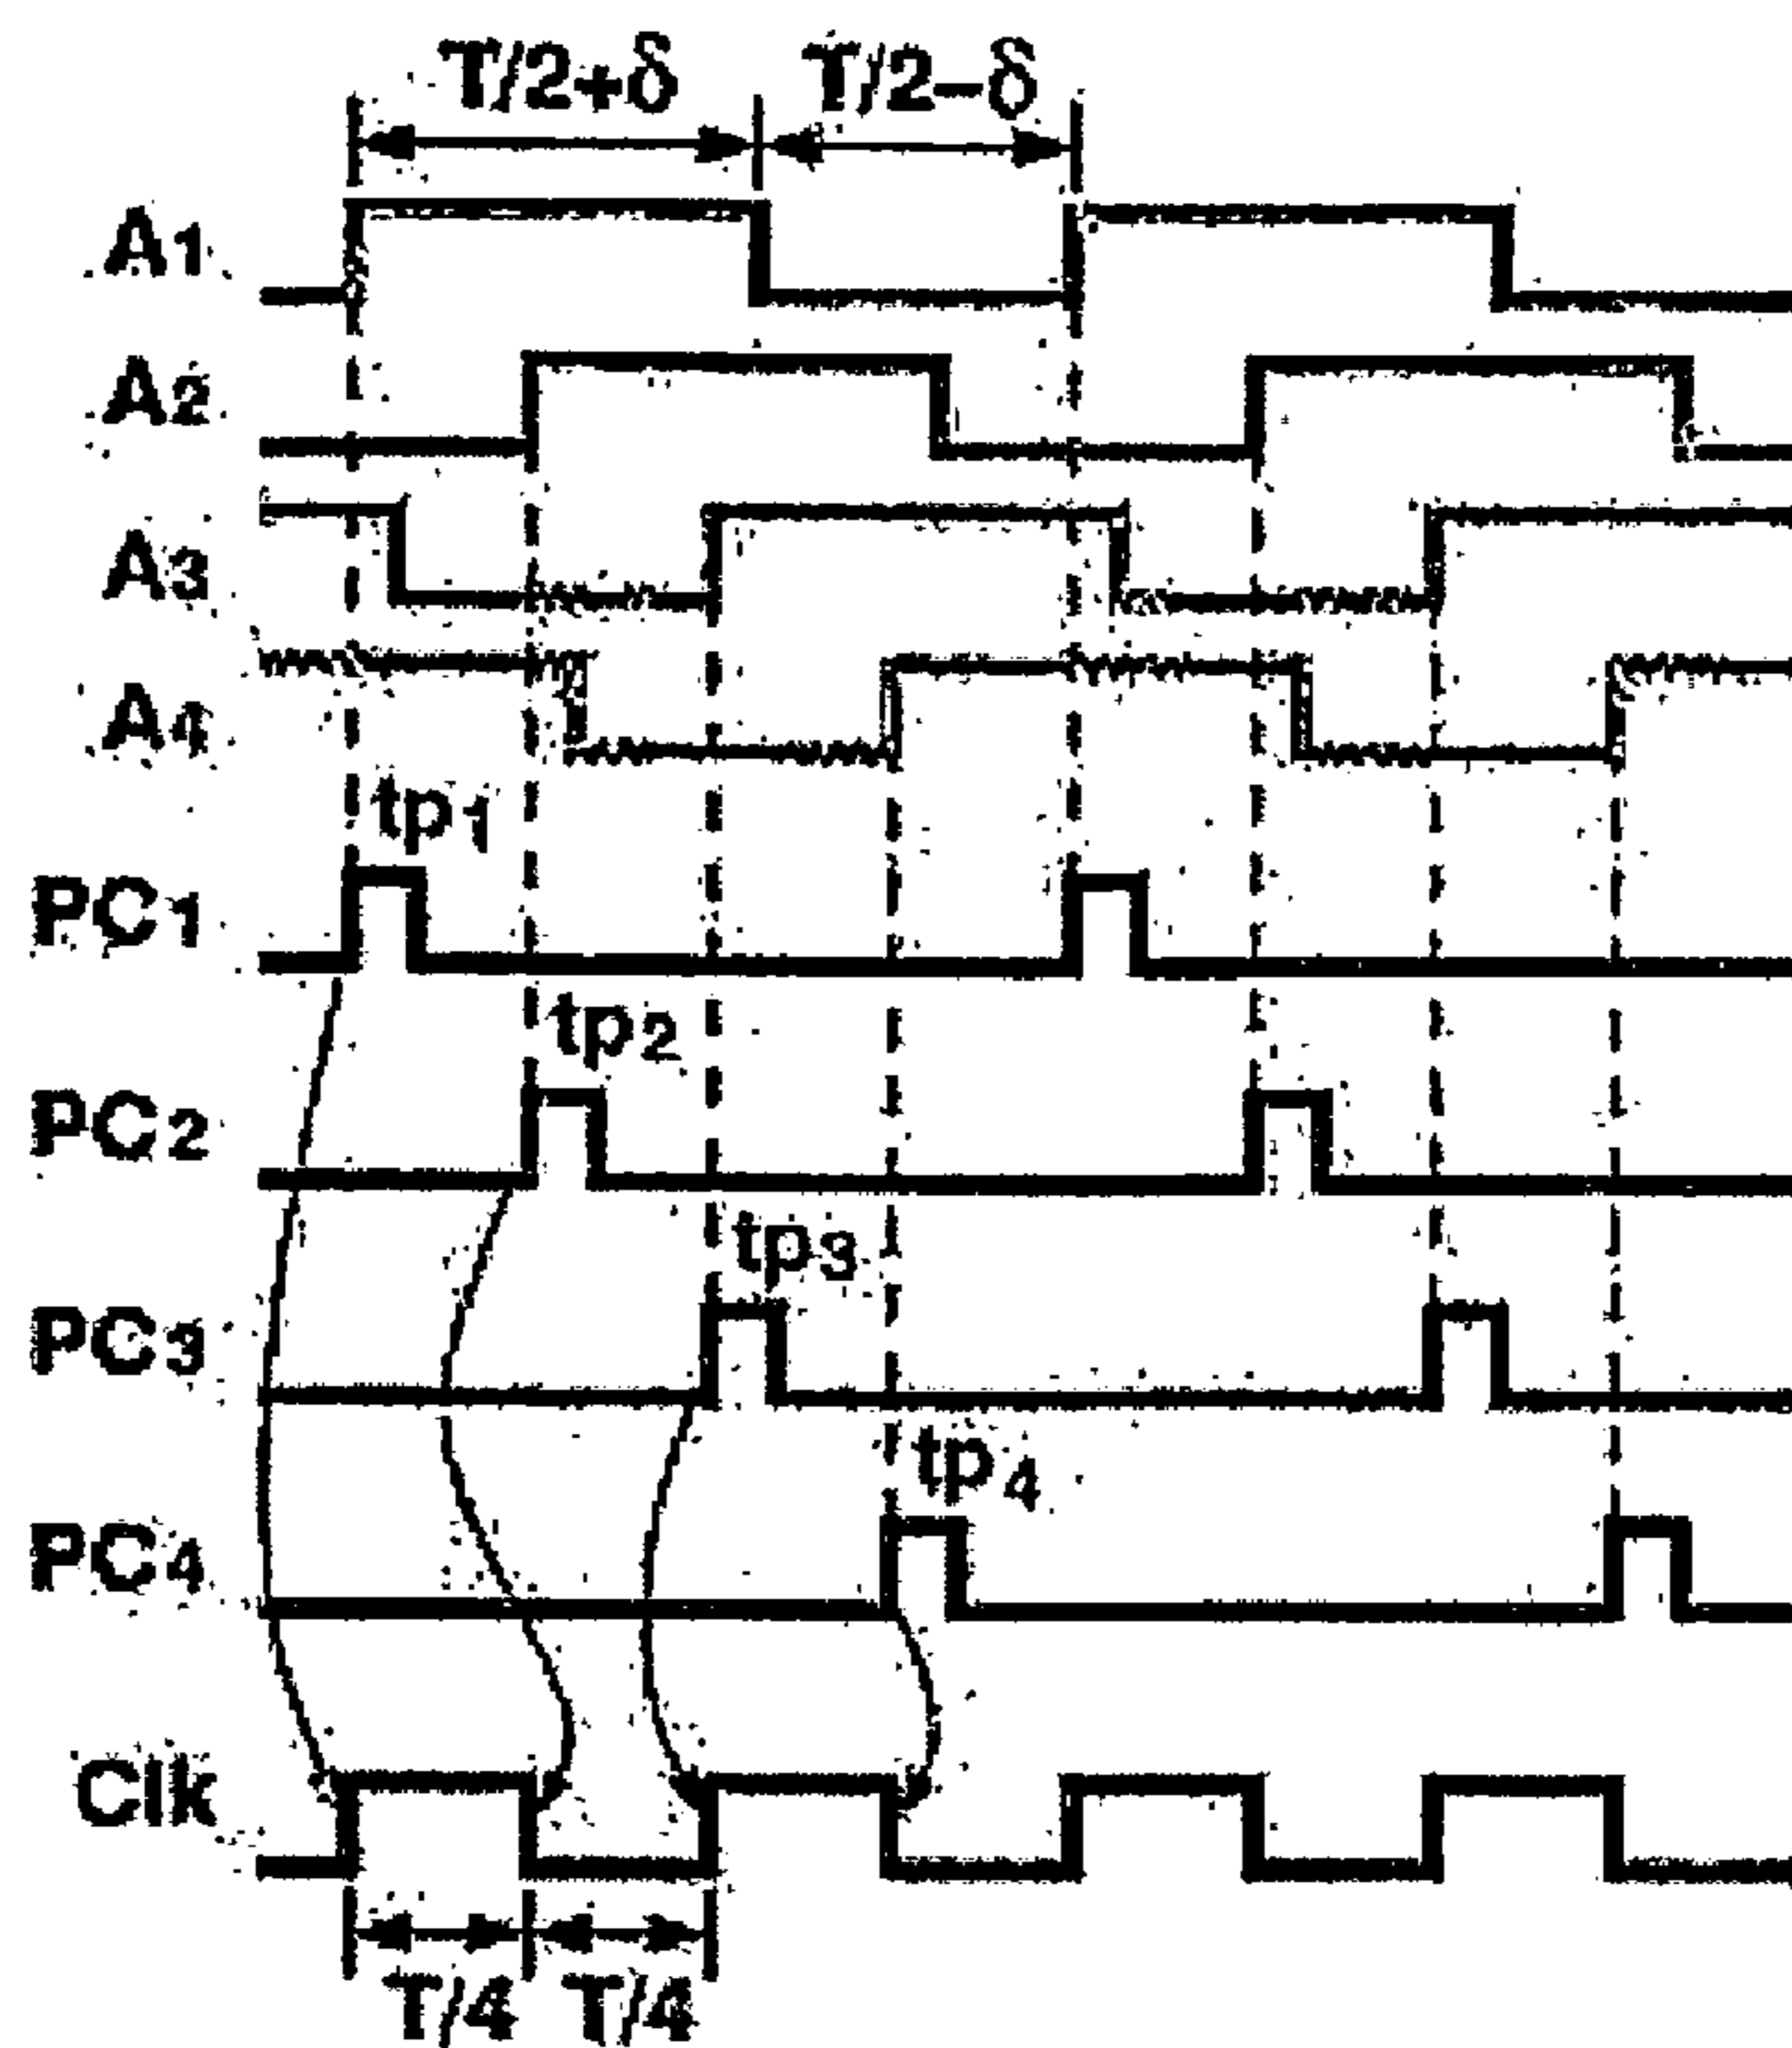 T/2+δ T/2−δ
A1
A2
A3
A4
tp1
PC1
tp2
PC2
tp3
PC3
tp4
PC4
Clk
T/4 T/4